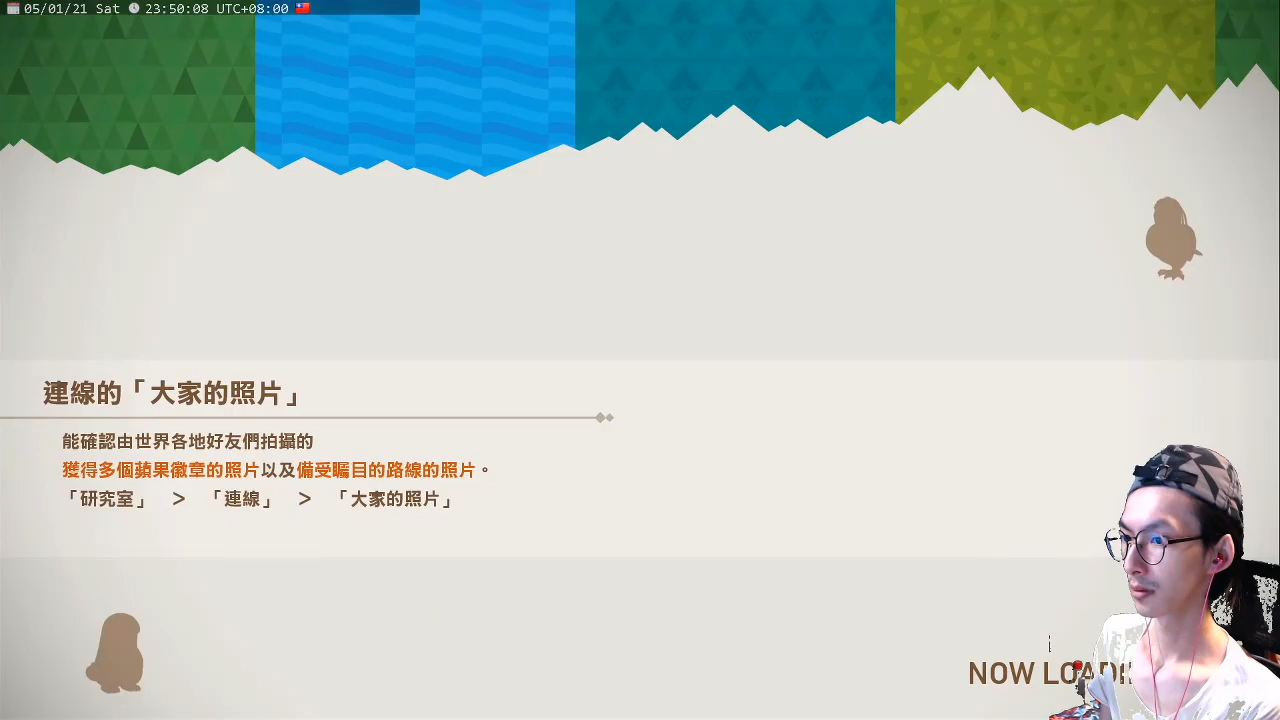 05/01/21 Sat 23:50:08 UTC+08:00
連線的「大家的照片」
能確認由世界各地好友們拍攝的
獲得多個蘋果徽章的照片以及備受矚目的路線的照片。
「研究室」 > 「連線」 > 「大家的照片」
NOW LOADI